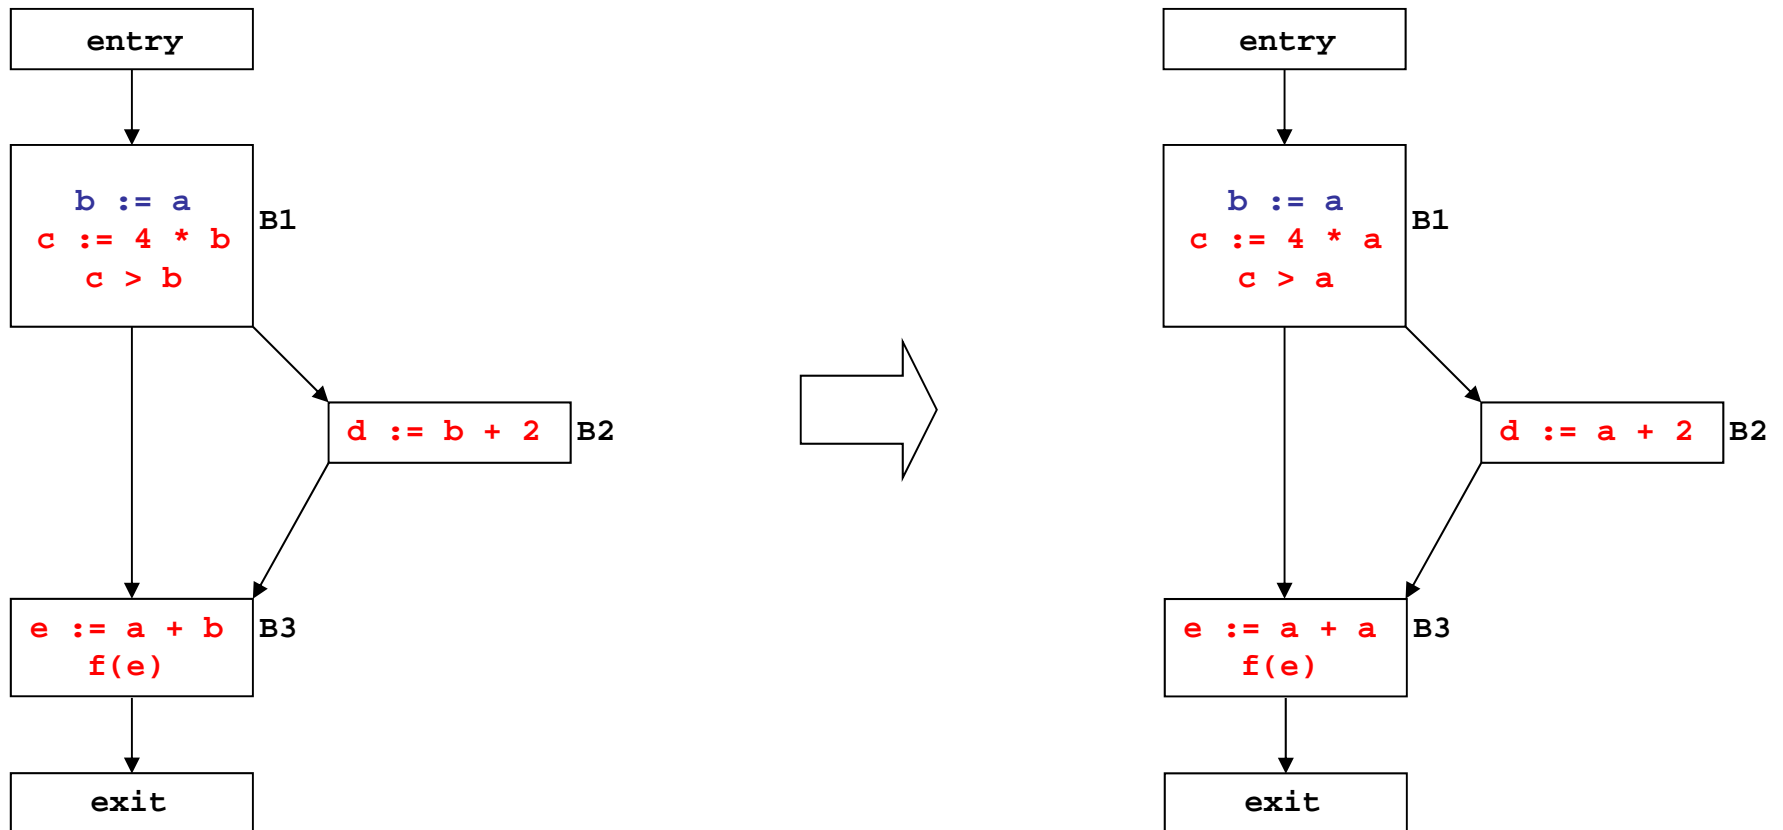 entry
b := a
c := 4 * b
c > b
B1
d := b + 2
B2
e := a + b
f(e)
B3
exit
entry
b := a
c := 4 * a
c > a
B1
d := a + 2
B2
e := a + a
f(e)
B3
exit